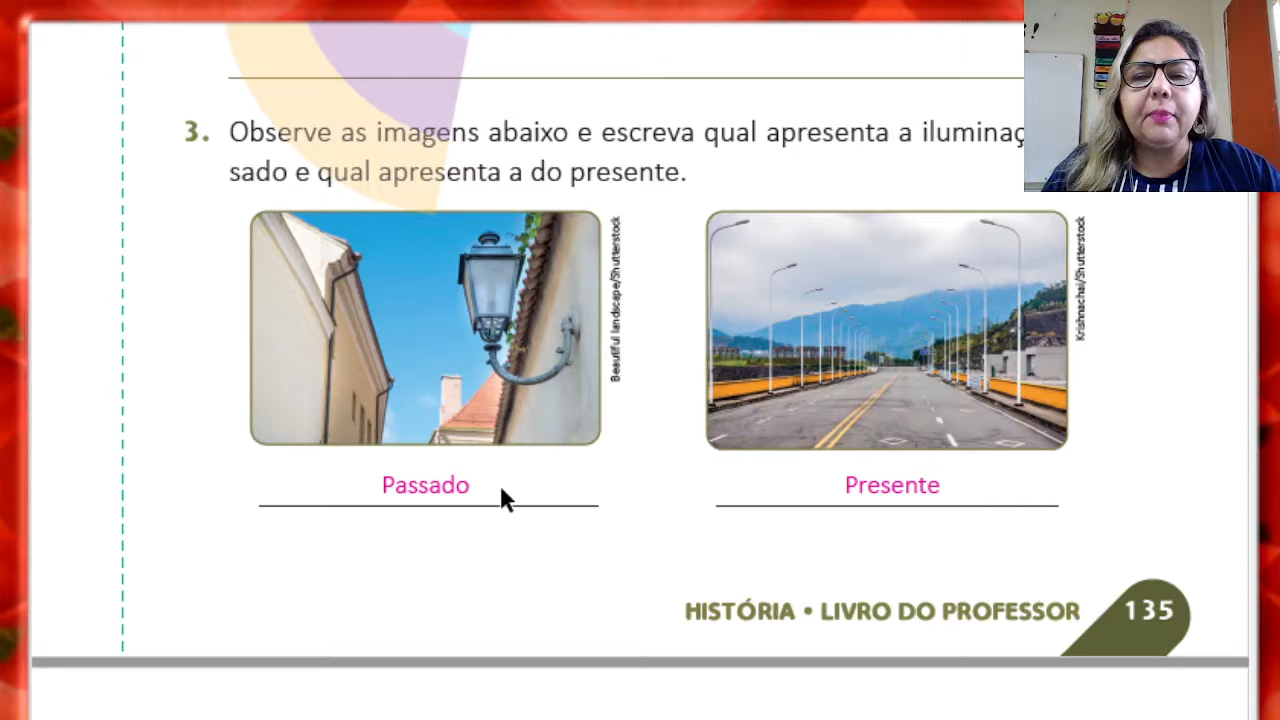 3. Observe as imagens abaixo e escreva qual apresenta a
sado e qual apresenta a do presente.
Beautiful landscape/Shutterstock
Krishnachai/Shutterstock
Passado
Presente
HISTÓRIA • LIVRO DO PROFESSOR 135